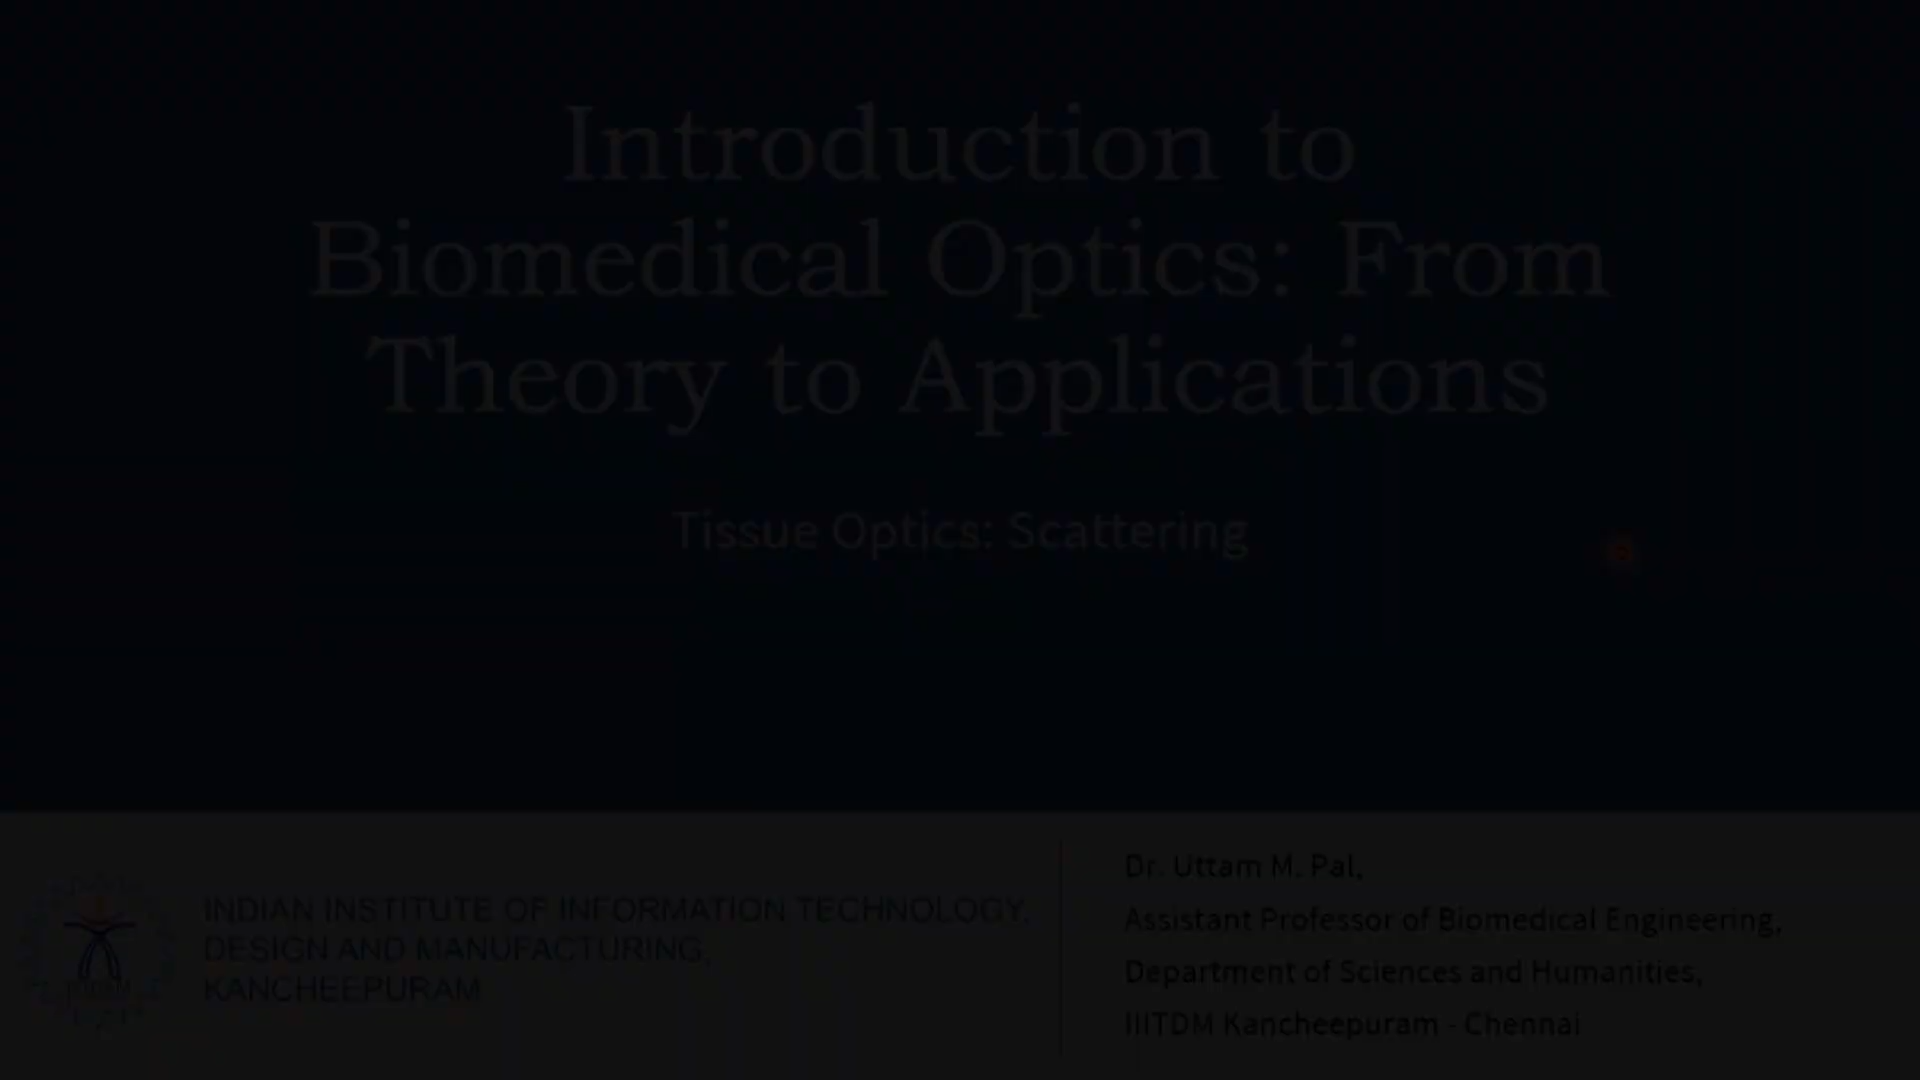 Introduction to
Biomedical Optics: From
Theory to Applications
Tissue Optics: Scattering
INDIAN INSTITUTE OF INFORMATION TECHNOLOGY,
DESIGN AND MANUFACTURING,
KANCHEEPURAM
Dr. Uttam M. Pal,
Assistant Professor of Biomedical Engineering,
Department of Sciences and Humanities,
IIITDM Kancheepuram - Chennai